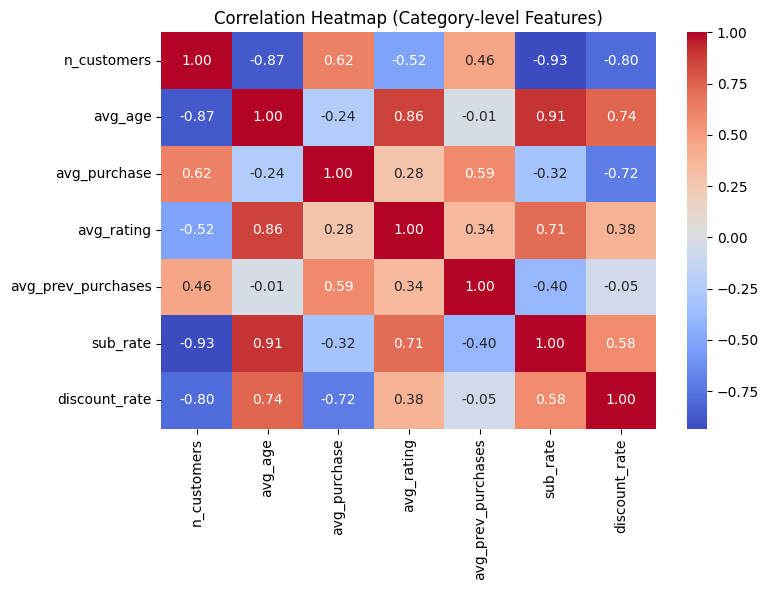 Correlation Heatmap (Category-level Features)
n_customers 1.00 -0.87 0.62 -0.52 0.46 -0.93 -0.80
avg_age -0.87 1.00 -0.24 0.86 -0.01 0.91 0.74
avg_purchase 0.62 -0.24 1.00 0.28 0.59 -0.32 -0.72
avg_rating -0.52 0.86 0.28 1.00 0.34 0.71 0.38
avg_prev_purchases 0.46 -0.01 0.59 0.34 1.00 -0.40 -0.05
sub_rate -0.93 0.91 -0.32 0.71 -0.40 1.00 0.58
discount_rate -0.80 0.74 -0.72 0.38 -0.05 0.58 1.00
n_customers
avg_age
avg_purchase
avg_rating
avg_prev_purchases
sub_rate
discount_rate
1.00
0.75
0.50
0.25
0.00
−0.25
−0.50
−0.75